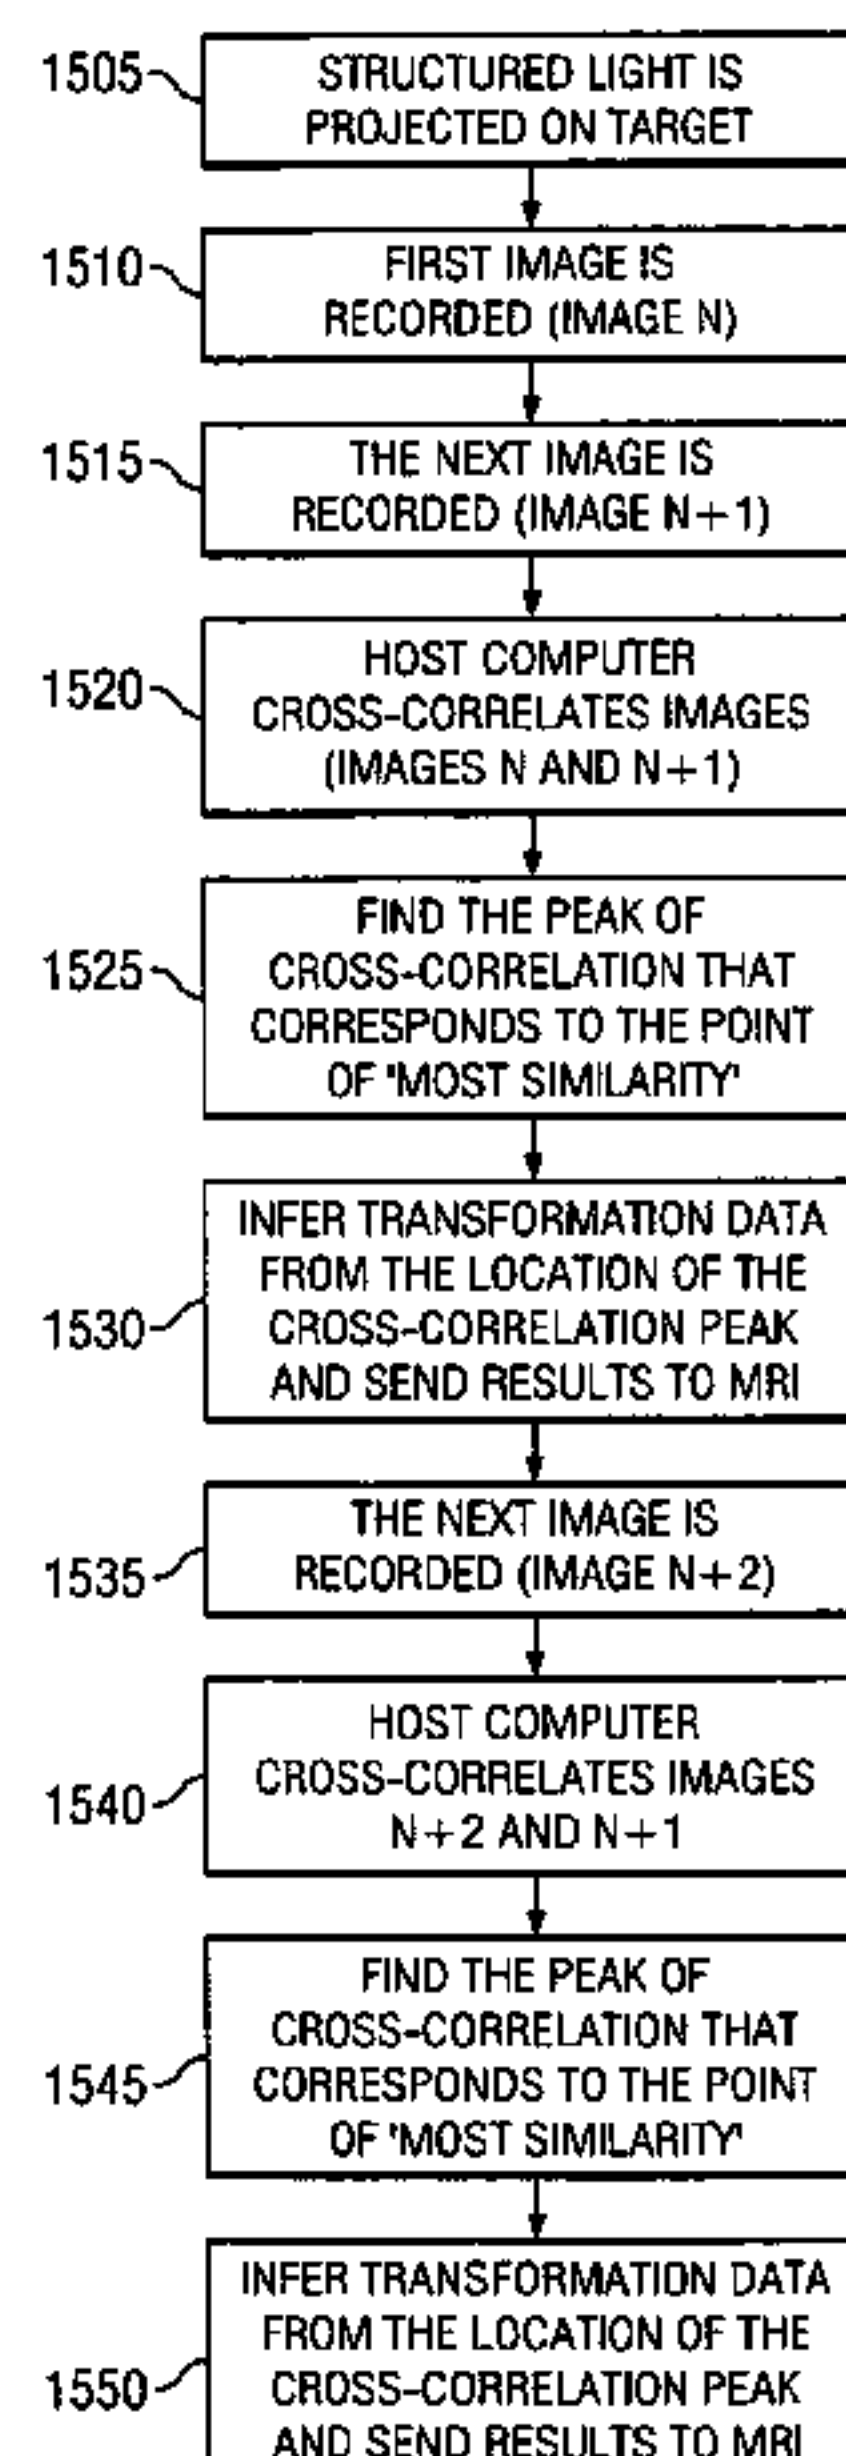 1505
STRUCTURED LIGHT IS
PROJECTED ON TARGET
1510
FIRST IMAGE IS
RECORDED (IMAGE N)
1515
THE NEXT IMAGE IS
RECORDED (IMAGE N+1)
1520
HOST COMPUTER
CROSS-CORRELATES IMAGES
(IMAGES N AND N+1)
1525
FIND THE PEAK OF
CROSS-CORRELATION THAT
CORRESPONDS TO THE POINT
OF 'MOST SIMILARITY'
1530
INFER TRANSFORMATION DATA
FROM THE LOCATION OF THE
CROSS-CORRELATION PEAK
AND SEND RESULTS TO MRI
1535
THE NEXT IMAGE IS
RECORDED (IMAGE N+2)
1540
HOST COMPUTER
CROSS-CORRELATES IMAGES
N+2 AND N+1
1545
FIND THE PEAK OF
CROSS-CORRELATION THAT
CORRESPONDS TO THE POINT
OF 'MOST SIMILARITY'
1550
INFER TRANSFORMATION DATA
FROM THE LOCATION OF THE
CROSS-CORRELATION PEAK
AND SEND RESULTS TO MRI